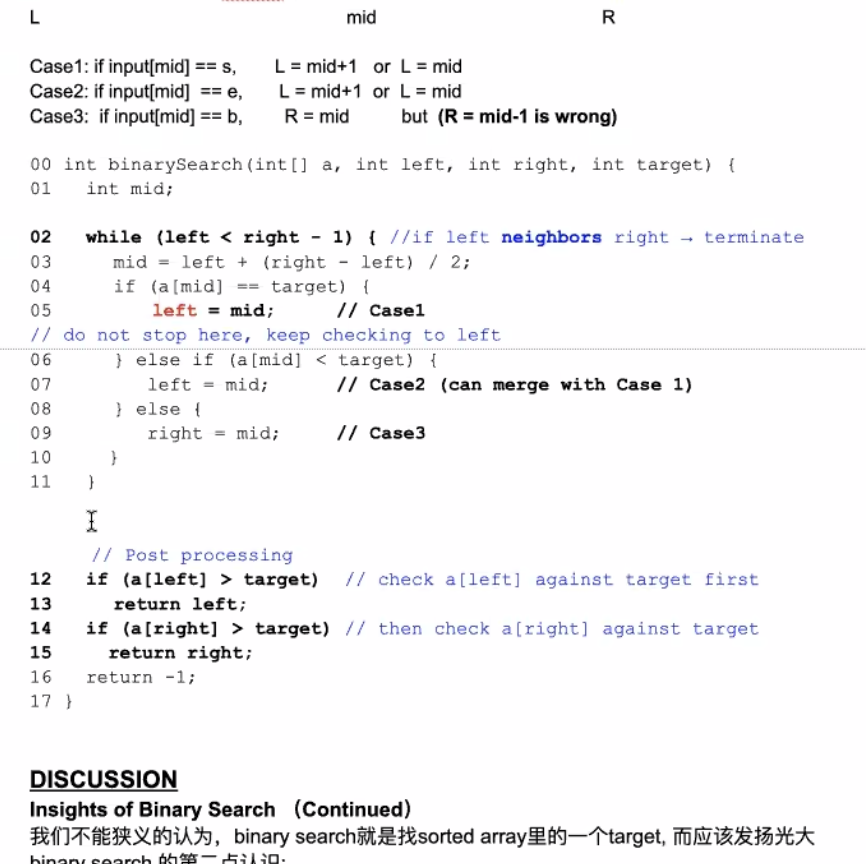 L mid R
Case1: if input[mid] == s, L = mid+1 or L = mid
Case2: if input[mid] == e, L = mid+1 or L = mid
Case3: if input[mid] == b, R = mid but (R = mid-1 is wrong)
00 int binarySearch(int[] a, int left, int right, int target) {
01 int mid;
02 while (left < right - 1) { //if left neighbors right → terminate
03 mid = left + (right - left) / 2;
04 if (a[mid] == target) {
05 left = mid; // Case1
// do not stop here, keep checking to left
06 } else if (a[mid] < target) {
07 left = mid; // Case2 (can merge with Case 1)
08 } else {
09 right = mid; // Case3
10 }
11 }
// Post processing
12 if (a[left] > target) // check a[left] against target first
13 return left;
14 if (a[right] > target) // then check a[right] against target
15 return right;
16 return -1;
17 }
DISCUSSION
Insights of Binary Search （Continued）
我们不能狭义的认为，binary search就是找sorted array里的一个target, 而应该发扬光大
binary search 的第二点认识: